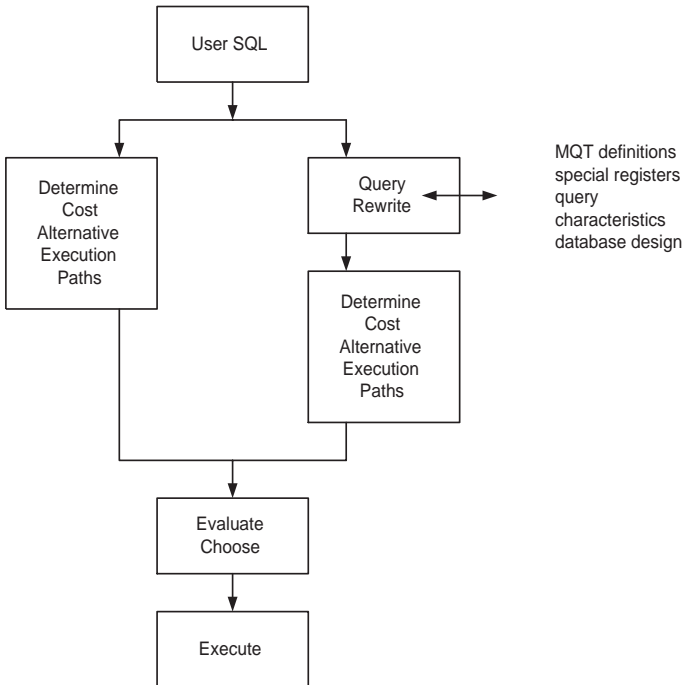 User SQL
Determine
Cost
Alternative
Execution
Paths
Query
Rewrite
MQT definitions
special registers
query
characteristics
database design
Determine
Cost
Alternative
Execution
Paths
Evaluate
Choose
Execute